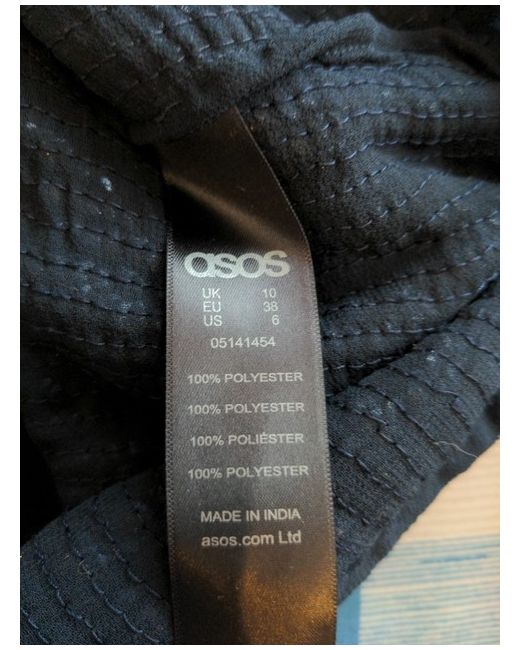 asos
UK 10
EU 38
US 6
05141454
100% POLYESTER
100% POLYESTER
100% POLIÉSTER
100% POLYESTER
MADE IN INDIA
asos.com Ltd